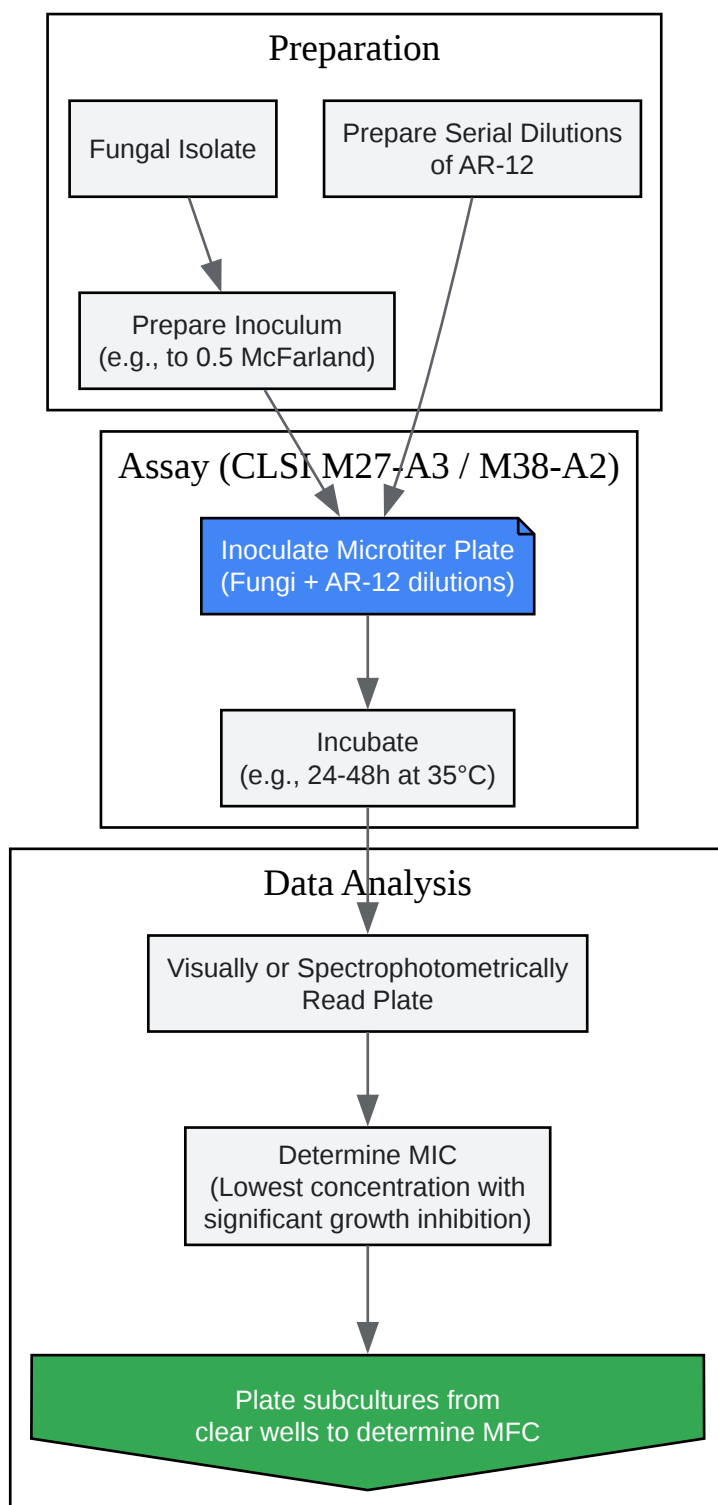 Preparation
Fungal Isolate
Prepare Serial Dilutions
of AR-12
Prepare Inoculum
(e.g., to 0.5 McFarland)
Assay (CLSI M27-A3 / M38-A2)
Inoculate Microtiter Plate
(Fungi + AR-12 dilutions)
Incubate
(e.g., 24-48h at 35°C)
Data Analysis
Visually or Spectrophotometrically
Read Plate
Determine MIC
(Lowest concentration with
significant growth inhibition)
Plate subcultures from
clear wells to determine MFC